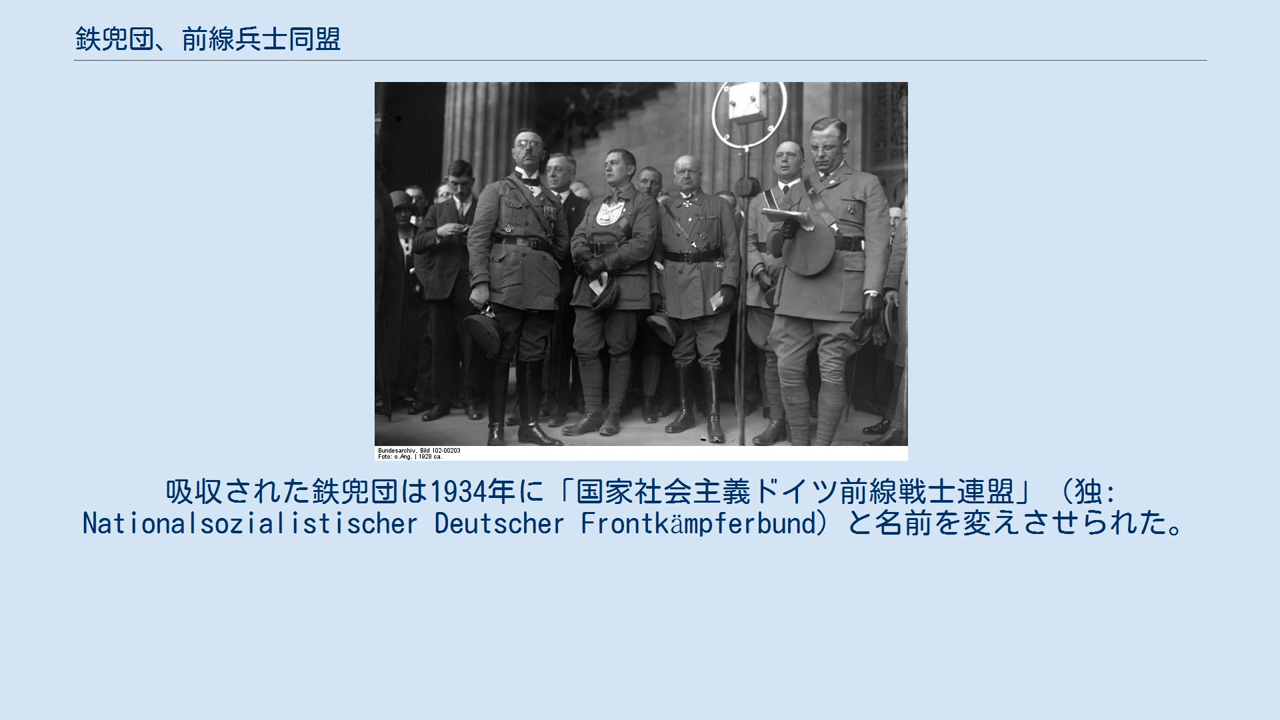 鉄兜団、前線兵士同盟
Bundesarchiv, Bild 102-00203
Foto: o.Ang. | 1928 ca.
吸収された鉄兜団は1934年に「国家社会主義ドイツ前線戦士連盟」（独:
Nationalsozialistischer Deutscher Frontkämpferbund）と名前を変えさせられた。